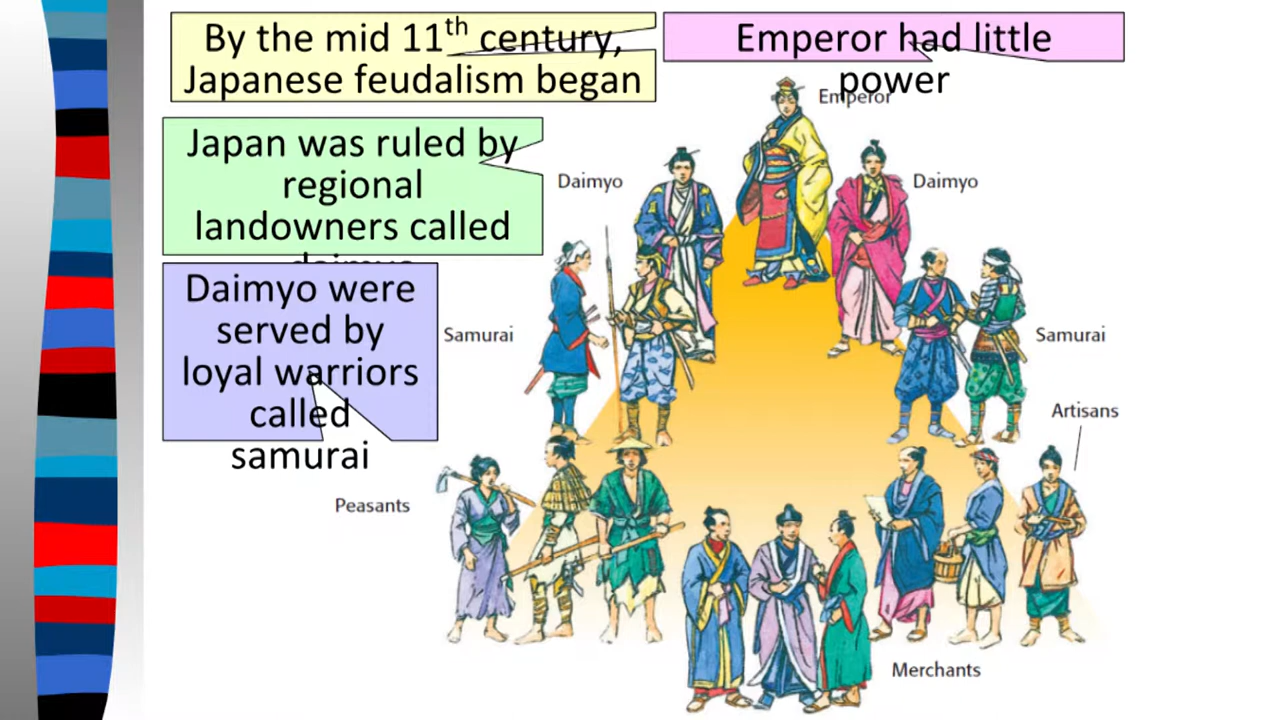 By the mid 11th century,
Japanese feudalism began
Emperor had little
power
Emperor
Japan was ruled by
regional
landowners called
daimyo
Daimyo
Daimyo
Daimyo were
served by
loyal warriors
called
samurai
Samurai
Samurai
Artisans
Peasants
Merchants